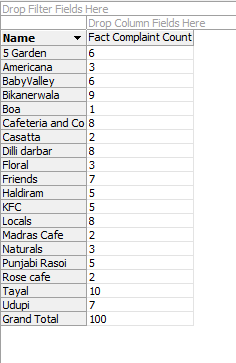 Drop Filter Fields Here
Drop Column Fields Here
Name Fact Complaint Count
5 Garden 6
Americana 3
BabyValley 6
Bikanerwala 9
Boa 1
Cafeteria and Co 8
Casatta 2
Dilli darbar 8
Floral 3
Friends 7
Haldiram 5
KFC 5
Locals 8
Madras Cafe 2
Naturals 3
Punjabi Rasoi 5
Rose cafe 2
Tayal 10
Udupi 7
Grand Total 100